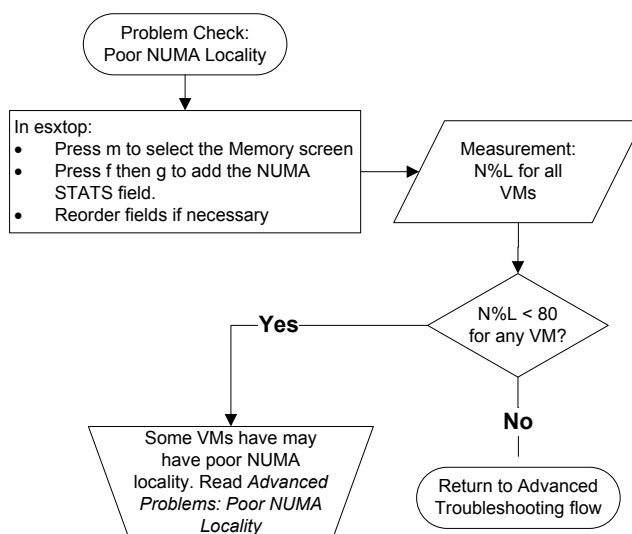 Problem Check:
Poor NUMA Locality
In esxtop:
• Press m to select the Memory screen
• Press f then g to add the NUMA
STATS field.
• Reorder fields if necessary
Measurement:
N%L for all
VMs
N%L < 80
for any VM?
Yes
No
Some VMs have may
have poor NUMA
locality. Read Advanced
Problems: Poor NUMA
Locality
Return to Advanced
Troubleshooting flow